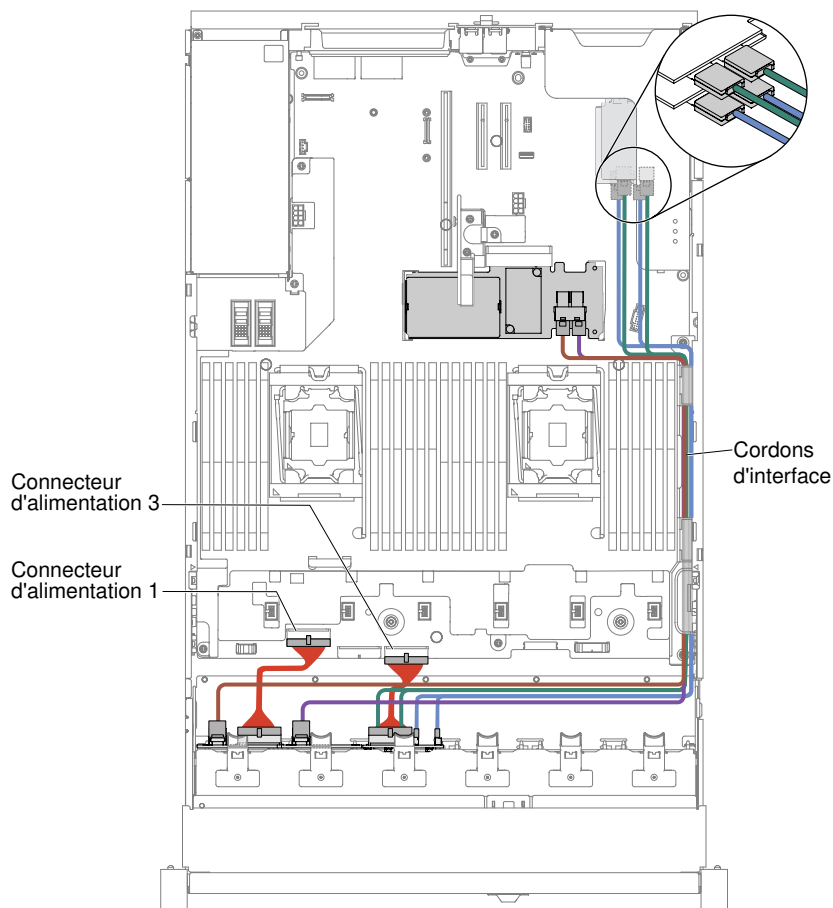 Cordons
d'interface
Connecteur
d'alimentation 3
Connecteur
d'alimentation 1